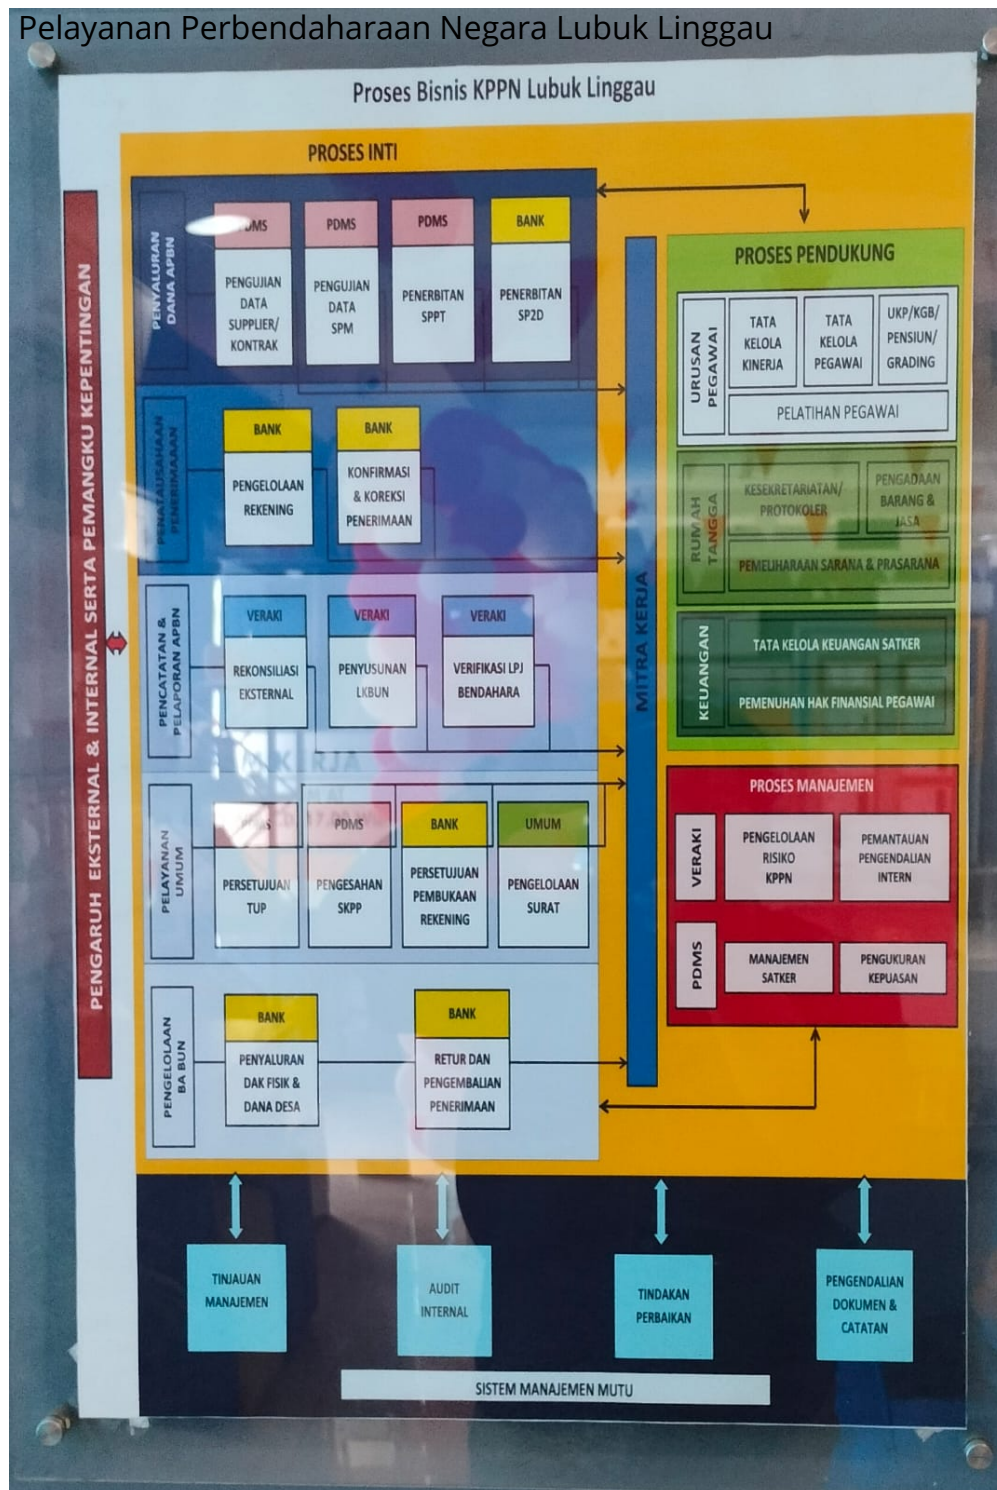 Pelayanan Perbendaharaan Negara Lubuk Linggau
Proses Bisnis KPPN Lubuk Linggau
PENGARUH EKSTERNAL & INTERNAL SERTA PEMANGKU KEPENTINGAN
PROSES INTI
PENYALURAN
DANA APBN
PDMS
PENGUJIAN
DATA
SUPPLIER/
KONTRAK
PDMS
PENGUJIAN
DATA
SPM
PDMS
PENERBITAN
SPPT
BANK
PENERBITAN
SP2D
PENATAUSAHAAN
PENERIMAAAN
BANK
PENGELOLAAN
REKENING
BANK
KONFIRMASI
& KOREKSI
PENERIMAAN
PENCATATAN &
PELAPORAN APBN
VERAKI
REKONSILIASI
EKSTERNAL
VERAKI
PENYUSUNAN
LKBUN
VERAKI
VERIFIKASI LPJ
BENDAHARA
PELAYANAN
UMUM
PERSETUJUAN
TUP
PDMS
PENGESAHAN
SKPP
BANK
PERSETUJUAN
PEMBUKAAN
REKENING
UMUM
PENGELOLAAN
SURAT
PENGELOLAAN
BA BUN
BANK
PENYALURAN
DAK FISIK &
DANA DESA
BANK
RETUR DAN
PENGEMBALIAN
PENERIMAAN
MITRA KERJA
PROSES PENDUKUNG
URUSAN
PEGAWAI
TATA
KELOLA
KINERJA
TATA
KELOLA
PEGAWAI
UKP/KGB/
PENSIUN/
GRADING
PELATIHAN PEGAWAI
RUMAH
TANGGA
KESEKRETARIATAN/
PROTOKOLER
PENGADAAN
BARANG &
JASA
PEMELIHARAAN SARANA & PRASARANA
KEUANGAN
TATA KELOLA KEUANGAN SATKER
PEMENUHAN HAK FINANSIAL PEGAWAI
PROSES MANAJEMEN
VERAKI
PENGELOLAAN
RISIKO
KPPN
PEMANTAUAN
PENGENDALIAN
INTERN
PDMS
MANAJEMEN
SATKER
PENGUKURAN
KEPUASAN
TINJAUAN
MANAJEMEN
AUDIT
INTERNAL
TINDAKAN
PERBAIKAN
PENGENDALIAN
DOKUMEN &
CATATAN
SISTEM MANAJEMEN MUTU